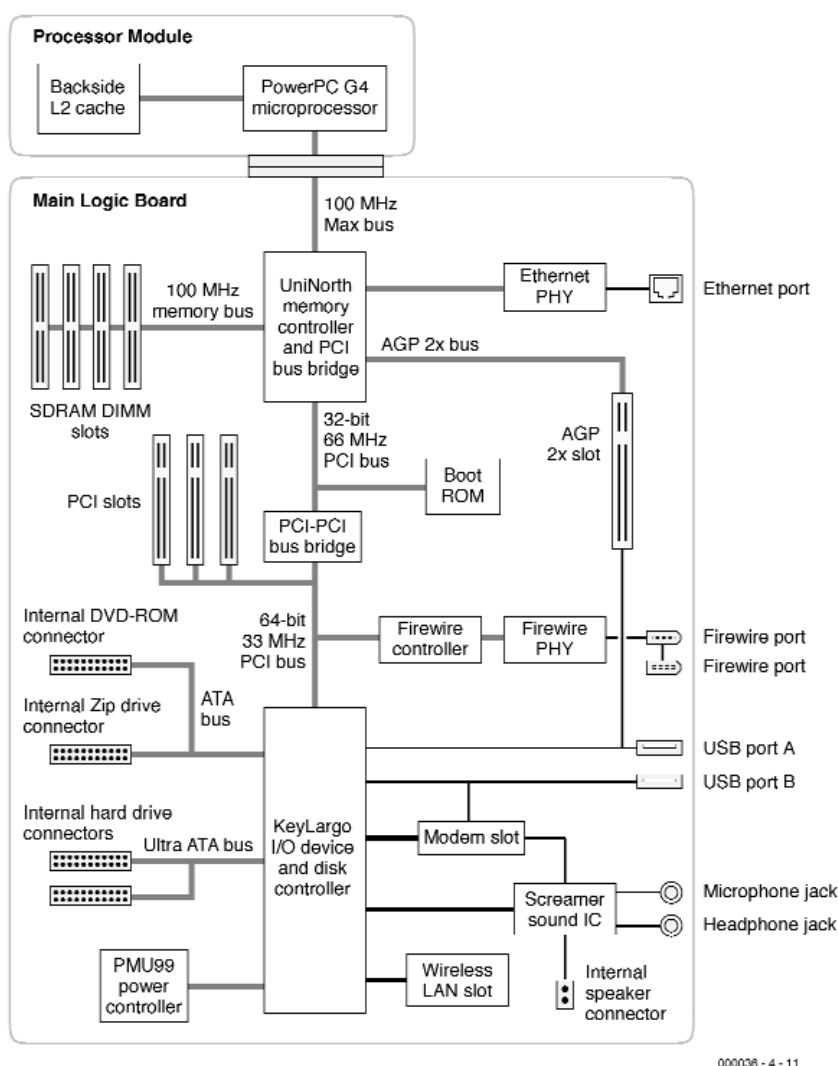 Processor Module
Backside
L2 cache
PowerPC G4
microprocessor
Main Logic Board
100 MHz
Max bus
100 MHz
memory bus
UniNorth
memory
controller
and PCI
bus bridge
Ethernet
PHY
Ethernet port
AGP 2x bus
SDRAM DIMM
slots
32-bit
66 MHz
PCI bus
AGP
2x slot
PCI slots
Boot
ROM
PCI-PCI
bus bridge
Internal DVD-ROM
connector
64-bit
33 MHz
PCI bus
Firewire
controller
Firewire
PHY
Firewire port
Firewire port
ATA
bus
Internal Zip drive
connector
USB port A
USB port B
Internal hard drive
connectors
Ultra ATA bus
KeyLargo
I/O device
and disk
controller
Modem slot
Screamer
sound IC
Microphone jack
Headphone jack
PMU99
power
controller
Wireless
LAN slot
Internal
speaker
connector
000036 - 4 - 11